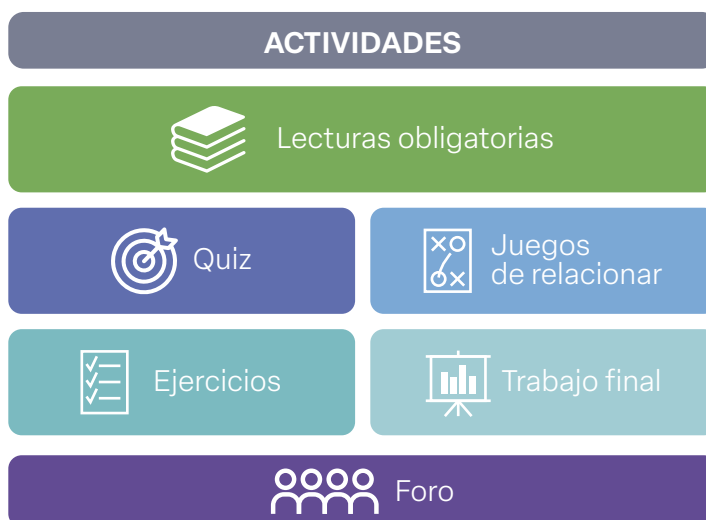 ACTIVIDADES
Lecturas obligatorias
Quiz
Juegos
de relacionar
Ejercicios
Trabajo final
Foro